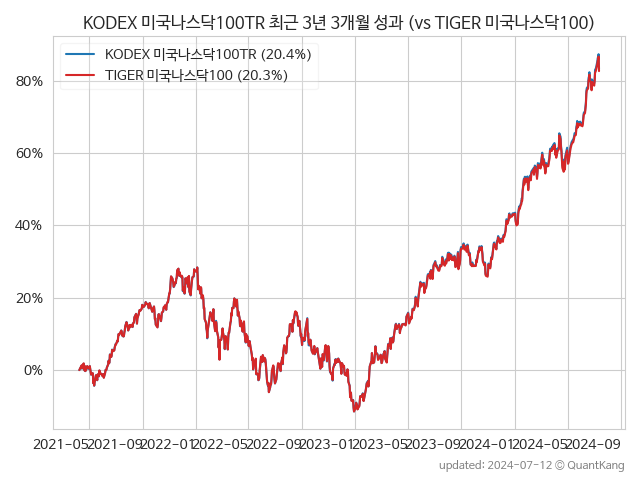 KODEX 미국나스닥100TR 최근 3년 3개월 성과 (vs TIGER 미국나스닥100)
KODEX 미국나스닥100TR (20.4%)
TIGER 미국나스닥100 (20.3%)
80%
60%
40%
20%
0%
2021-05 2021-09 2022-01 2022-05 2022-09 2023-01 2023-05 2023-09 2024-01 2024-05 2024-09
updated: 2024-07-12 © QuantKang